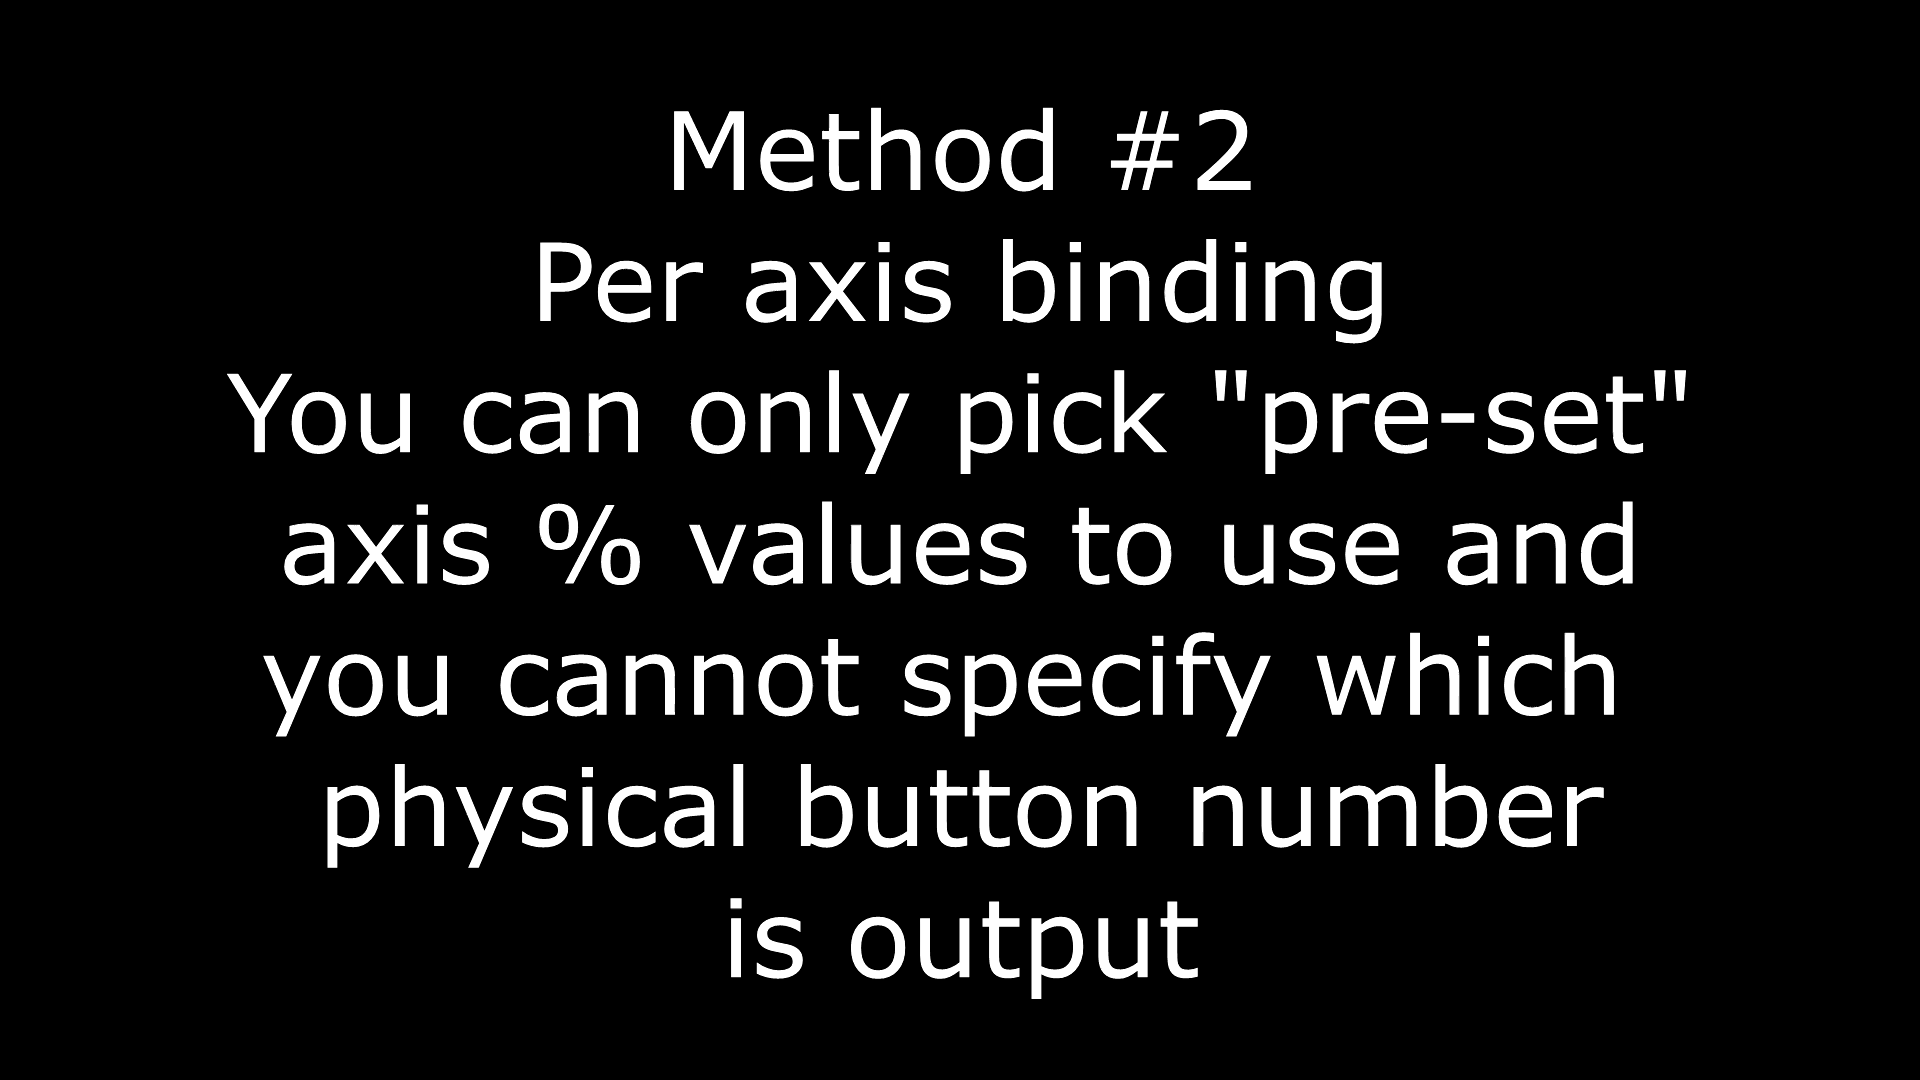 Method #2
Per axis binding
You can only pick "pre-set"
axis % values to use and
you cannot specify which
physical button number
is output